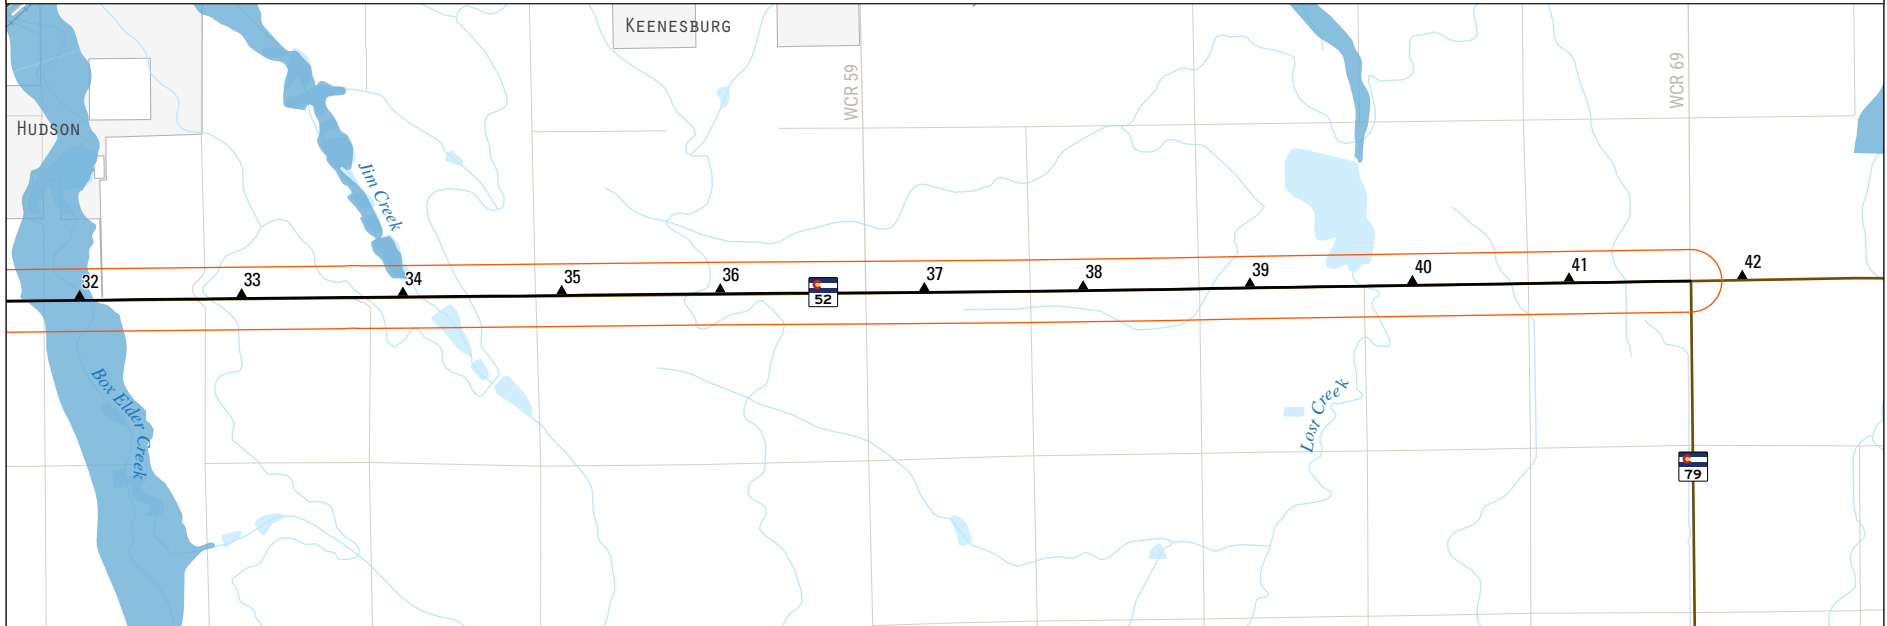 KEENESBURG
WCR 59
WCR 69
HUDSON
Jim Creek
32
33
34
35
36
37
38
39
40
41
42
52
Box Elder Creek
Lost Creek
79